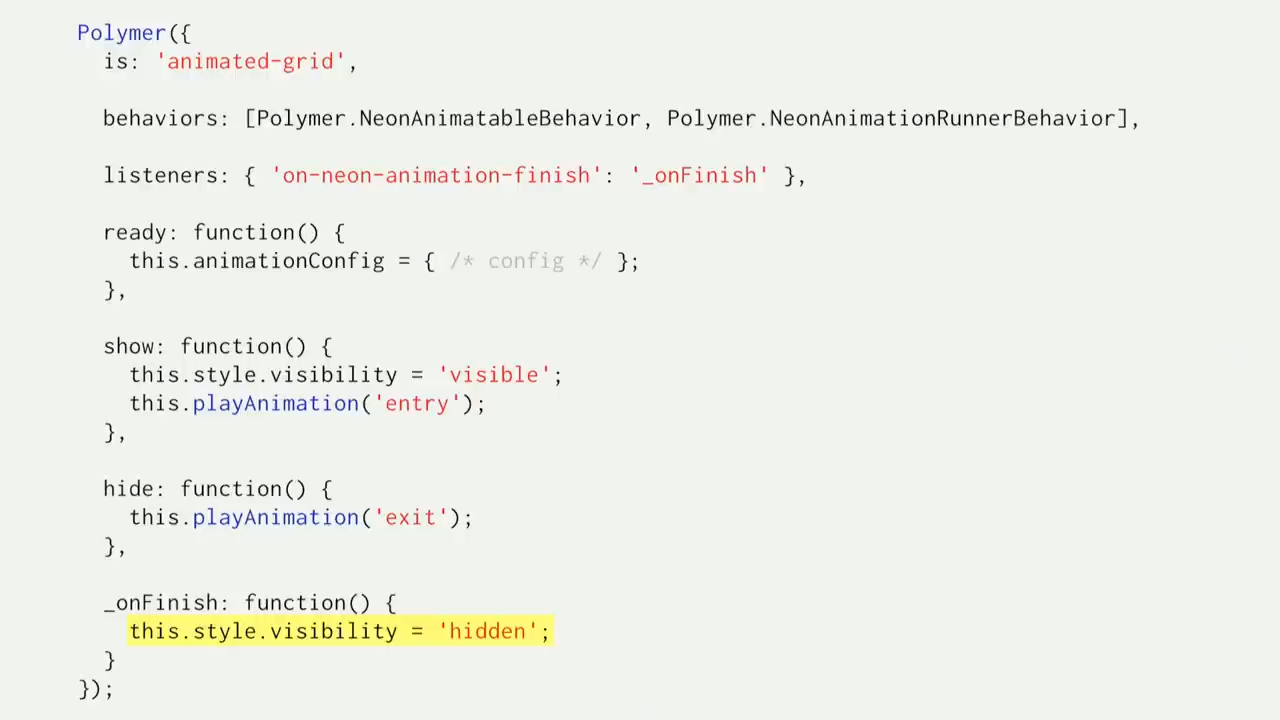 Polymer({
is: 'animated-grid',
behaviors: [Polymer.NeonAnimatableBehavior, Polymer.NeonAnimationRunnerBehavior],
listeners: { 'on-neon-animation-finish': '_onFinish' },
ready: function() {
this.animationConfig = { /* config */ };
},
show: function() {
this.style.visibility = 'visible';
this.playAnimation('entry');
},
hide: function() {
this.playAnimation('exit');
},
_onFinish: function() {
this.style.visibility = 'hidden';
}
});